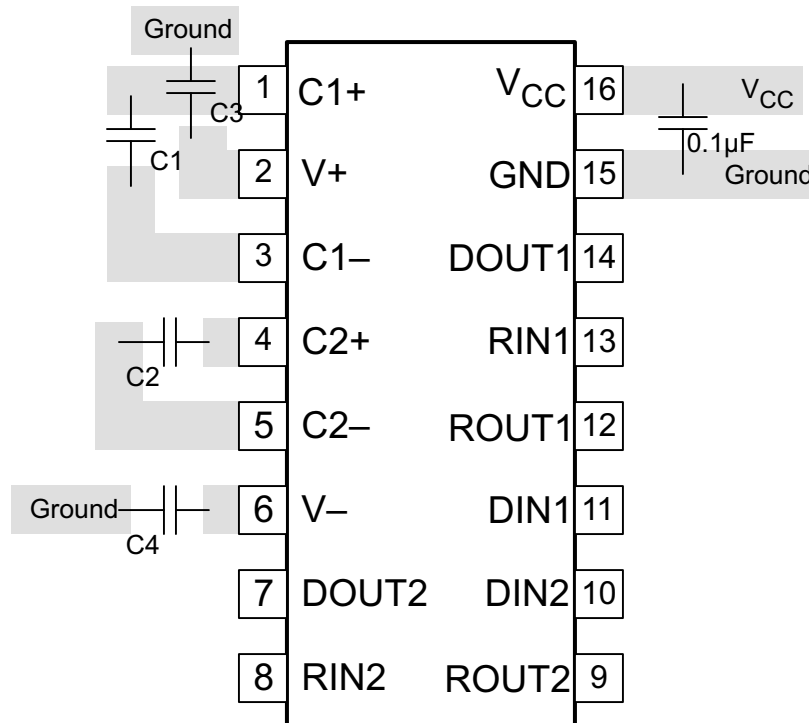 Ground
1 C1+ VCC 16 VCC
C3
C1
0.1µF
2 V+ GND 15 Ground
3 C1– DOUT1 14
4 C2+ RIN1 13
C2
5 C2– ROUT1 12
Ground 6 V– DIN1 11
C4
7 DOUT2 DIN2 10
8 RIN2 ROUT2 9